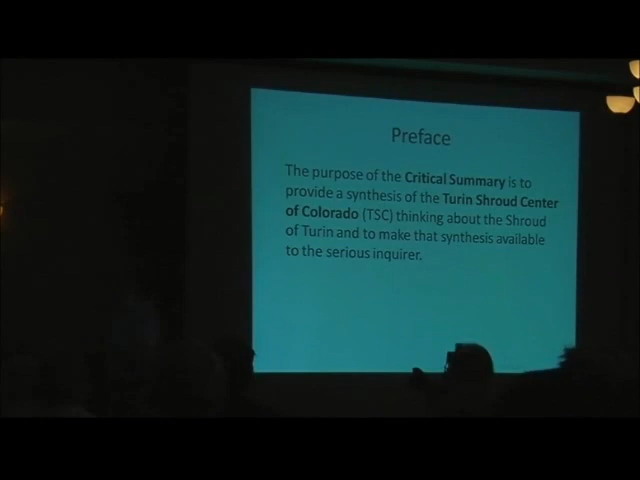 Preface
The purpose of the Critical Summary is to
provide a synthesis of the Turin Shroud Center
of Colorado (TSC) thinking about the Shroud
of Turin and to make that synthesis available
to the serious inquirer.